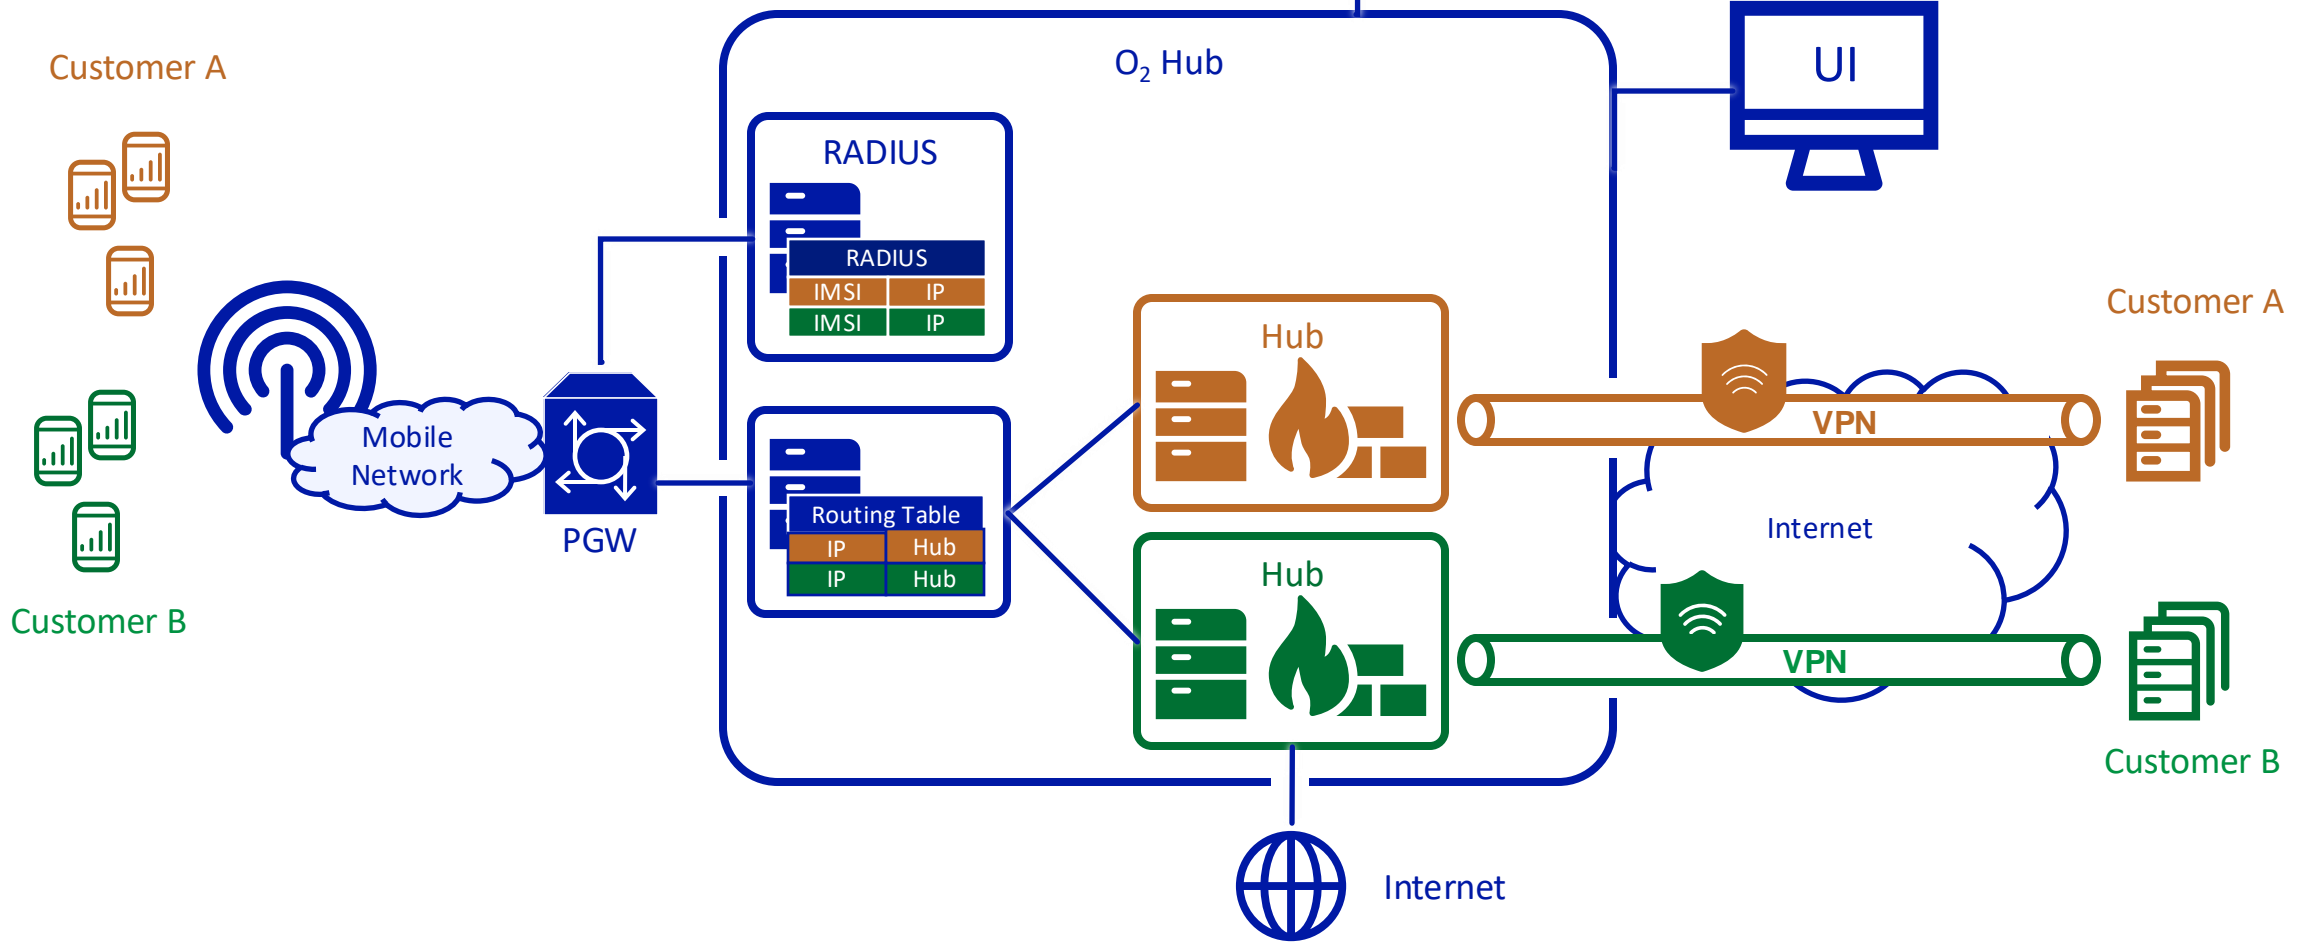 O₂ Hub
UI
Customer A
RADIUS
RADIUS
IMSI IP
IMSI IP
Mobile
Network
PGW
Routing Table
IP Hub
IP Hub
Customer B
Hub
Hub
VPN
Internet
VPN
Customer A
Customer B
Internet